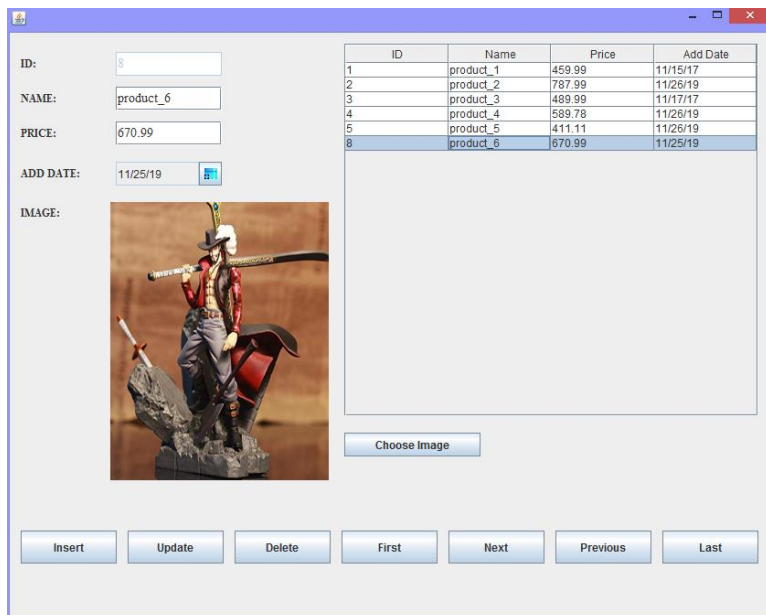 ID:
8
NAME:
product_6
PRICE:
670.99
ADD DATE:
11/25/19
IMAGE:
ID Name Price Add Date
1 product_1 459.99 11/15/17
2 product_2 787.99 11/26/19
3 product_3 489.99 11/17/17
4 product_4 589.78 11/26/19
5 product_5 411.11 11/26/19
8 product_6 670.99 11/25/19
Choose Image
Insert Update Delete First Next Previous Last